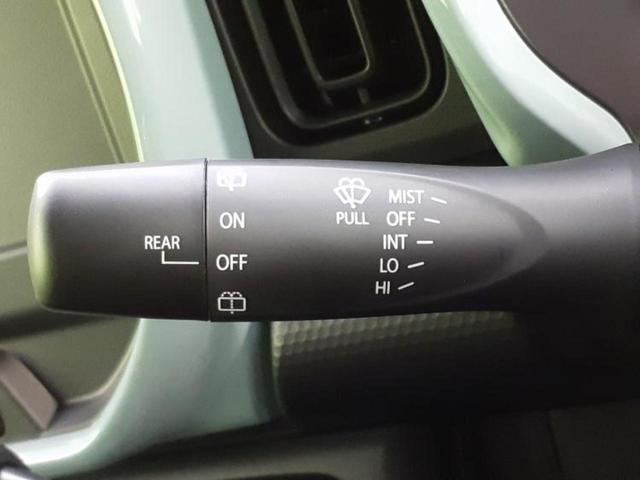 REAR
ON
OFF
PULL
MIST
OFF
INT
LO
HI